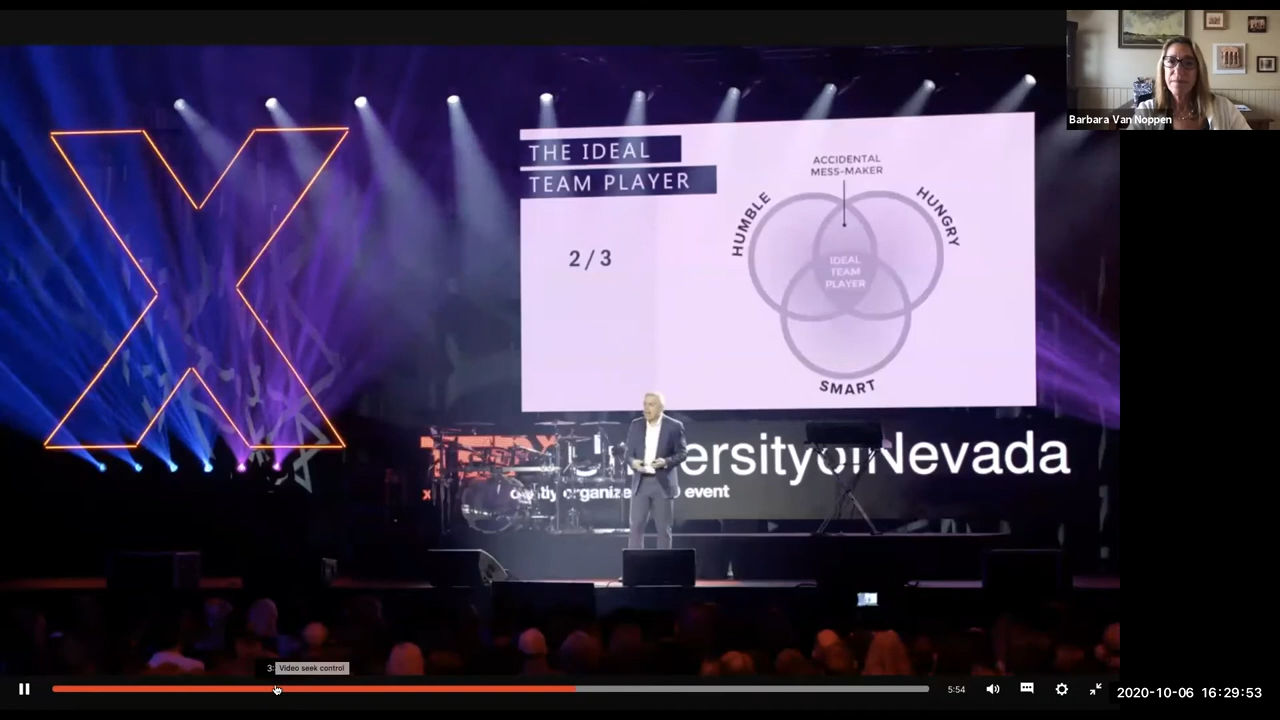 Barbara Van Noppen
THE IDEAL
TEAM PLAYER
2 / 3
ACCIDENTAL
MESS-MAKER
HUMBLE
HUNGRY
IDEAL
TEAM
PLAYER
SMART
event
Video seek control
5:54
2020-10-06 16:29:53